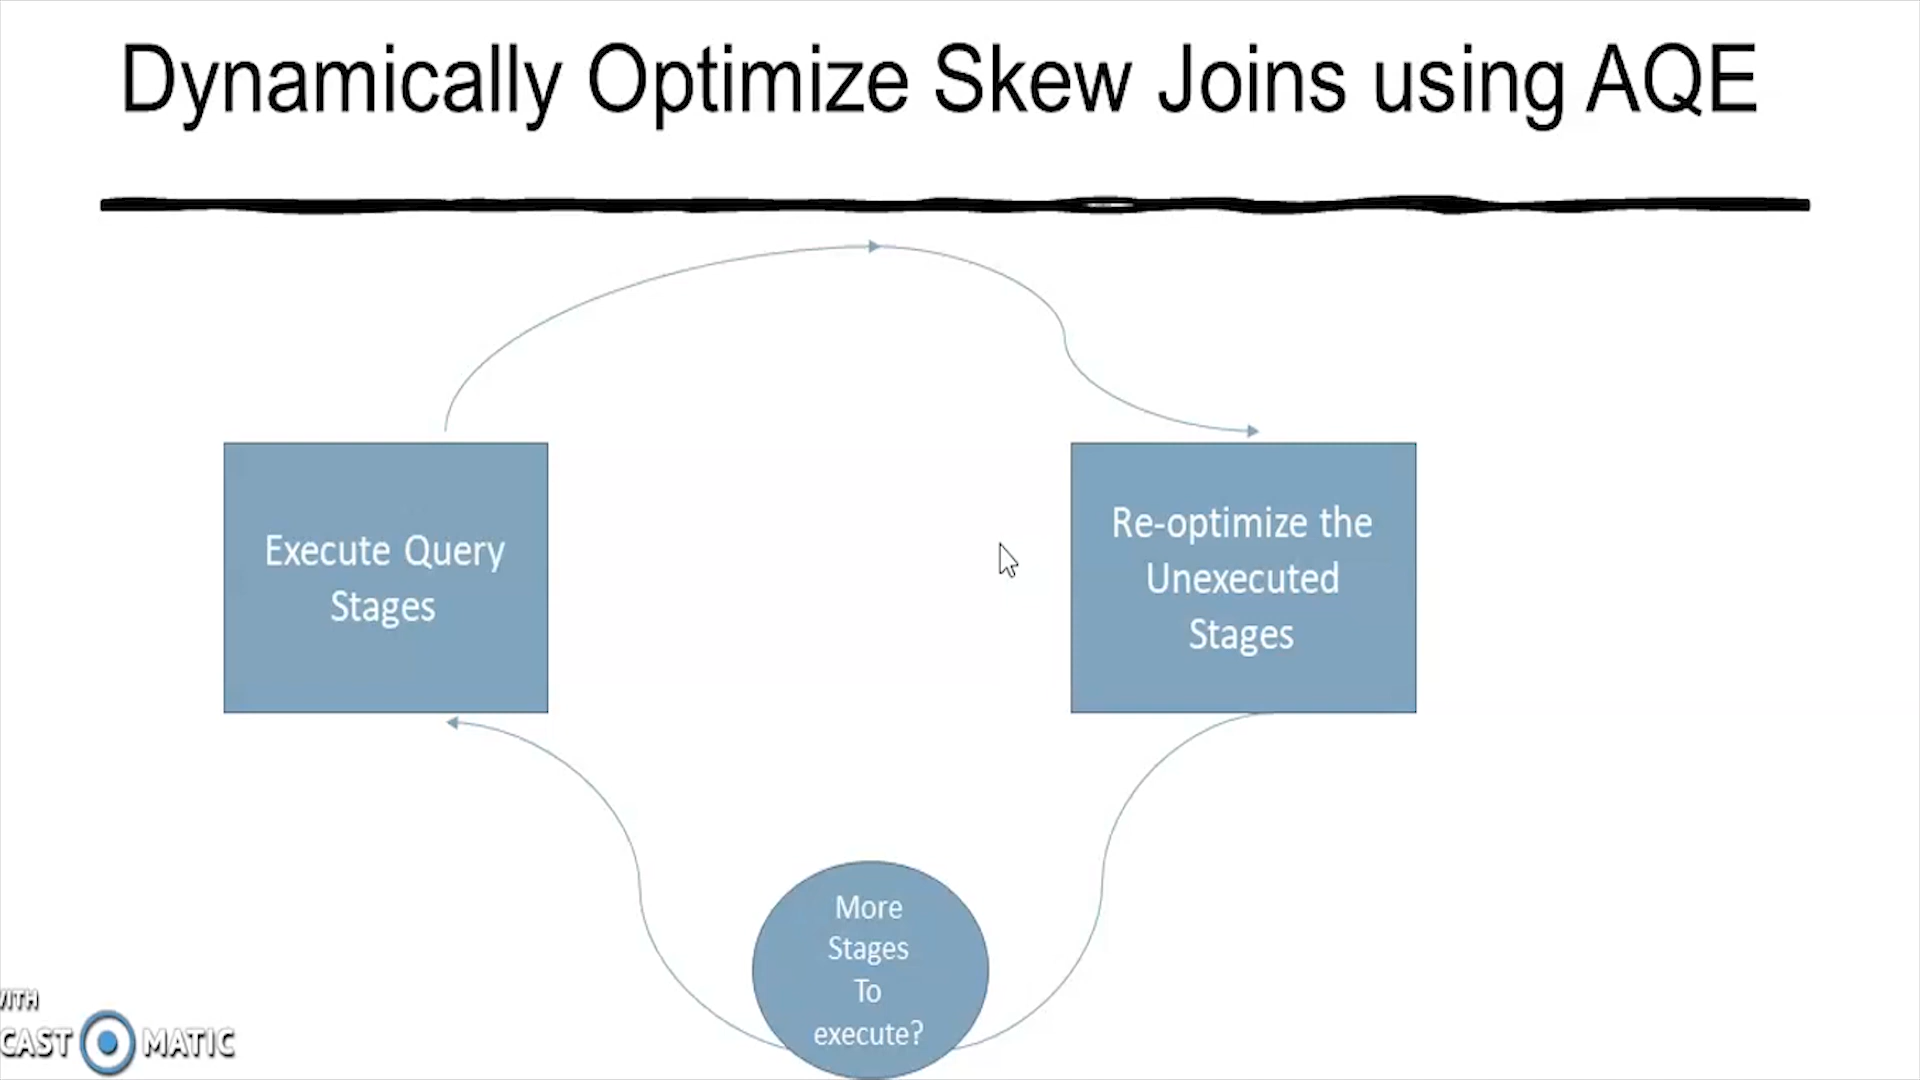 Dynamically Optimize Skew Joins using AQE
Execute Query
Stages
Re-optimize the
Unexecuted
Stages
More
Stages
To
execute?
WITH
CAST MATIC